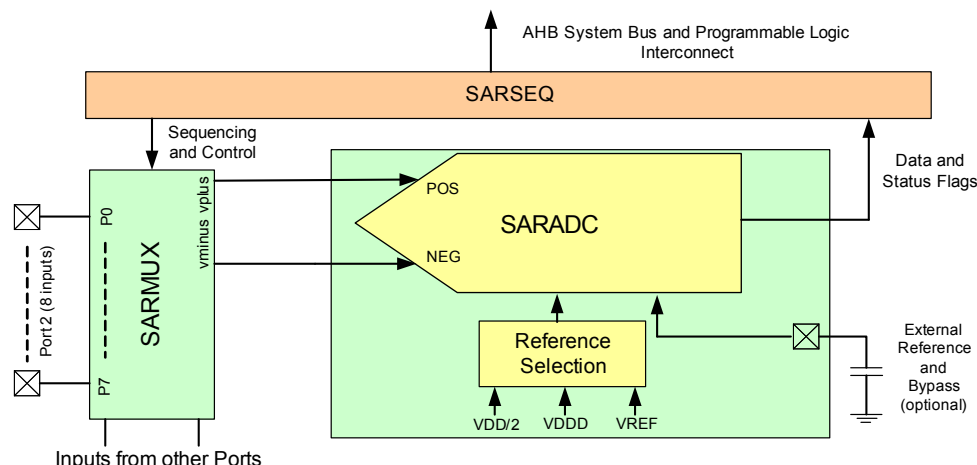 AHB System Bus and Programmable Logic
Interconnect
SARSEQ
Sequencing
and Control
Data and
Status Flags
vminus vplus
POS
NEG
SARADC
P0
P7
SARMUX
Port 2 (8 inputs)
Reference
Selection
VDD/2
VDDD
VREF
External
Reference
and
Bypass
(optional)
Inputs from other Ports